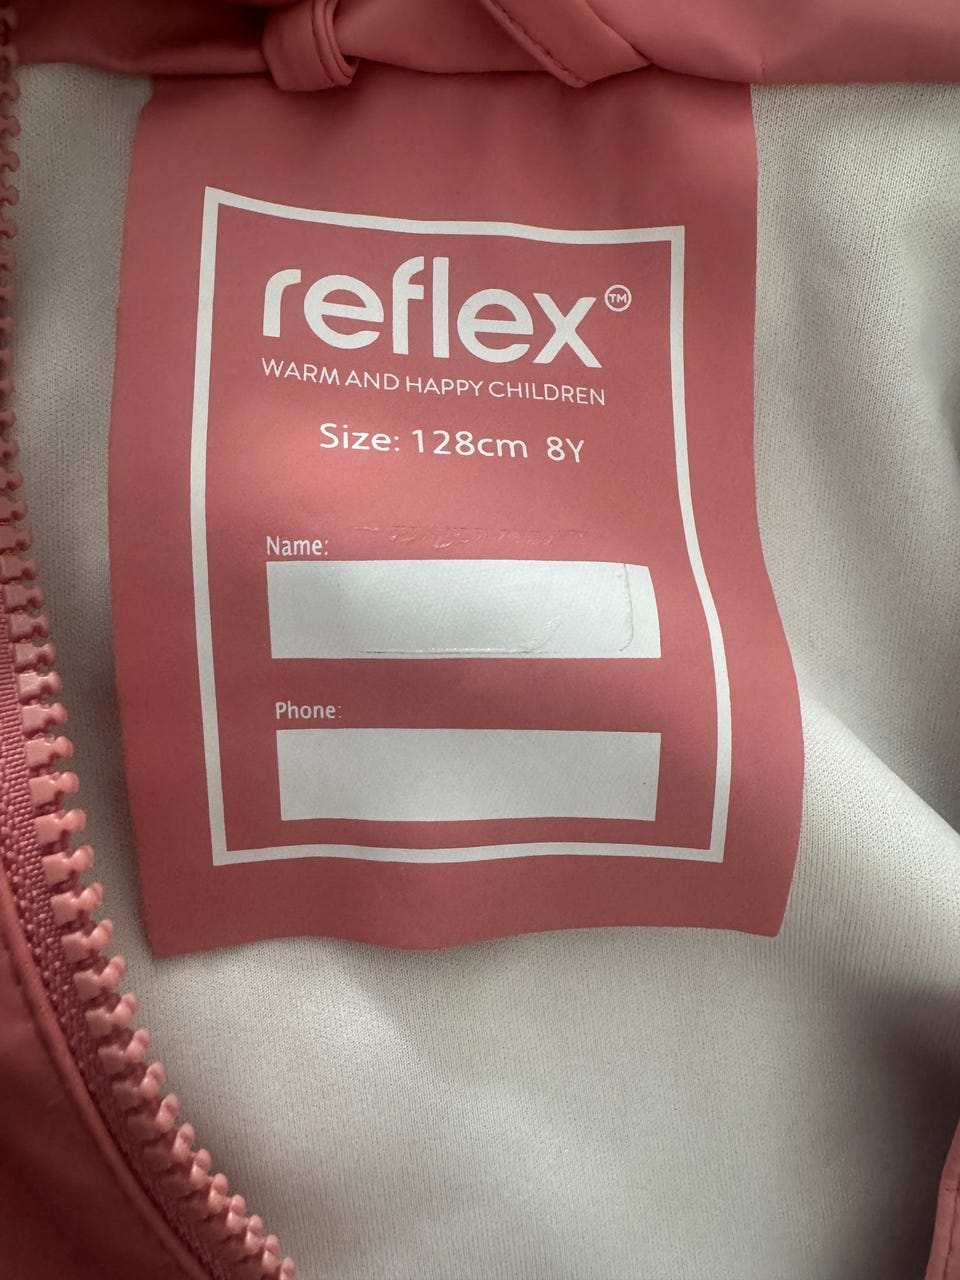 reflex™
WARM AND HAPPY CHILDREN
Size: 128cm 8Y
Name:
Phone: